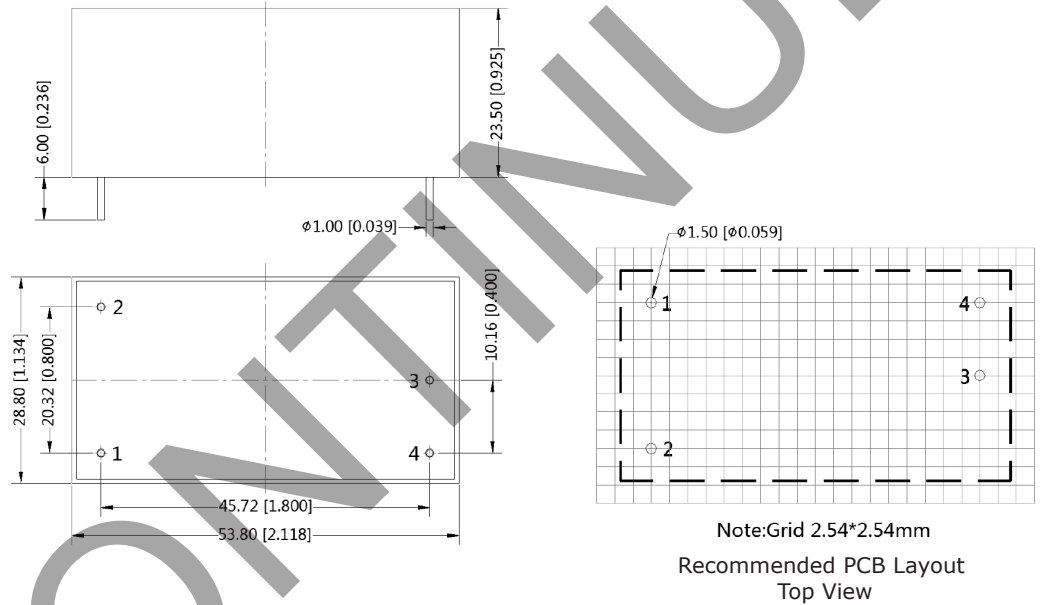 23.50 [0.925]
6.00 [0.236]
ϕ1.00 [0.039]
28.80 [1.134]
20.32 [0.800]
10.16 [0.400]
2
3
1
4
45.72 [1.800]
53.80 [2.118]
ϕ1.50 [ϕ0.059]
1
4
3
2
Note:Grid 2.54*2.54mm
Recommended PCB Layout
Top View
ONTINU